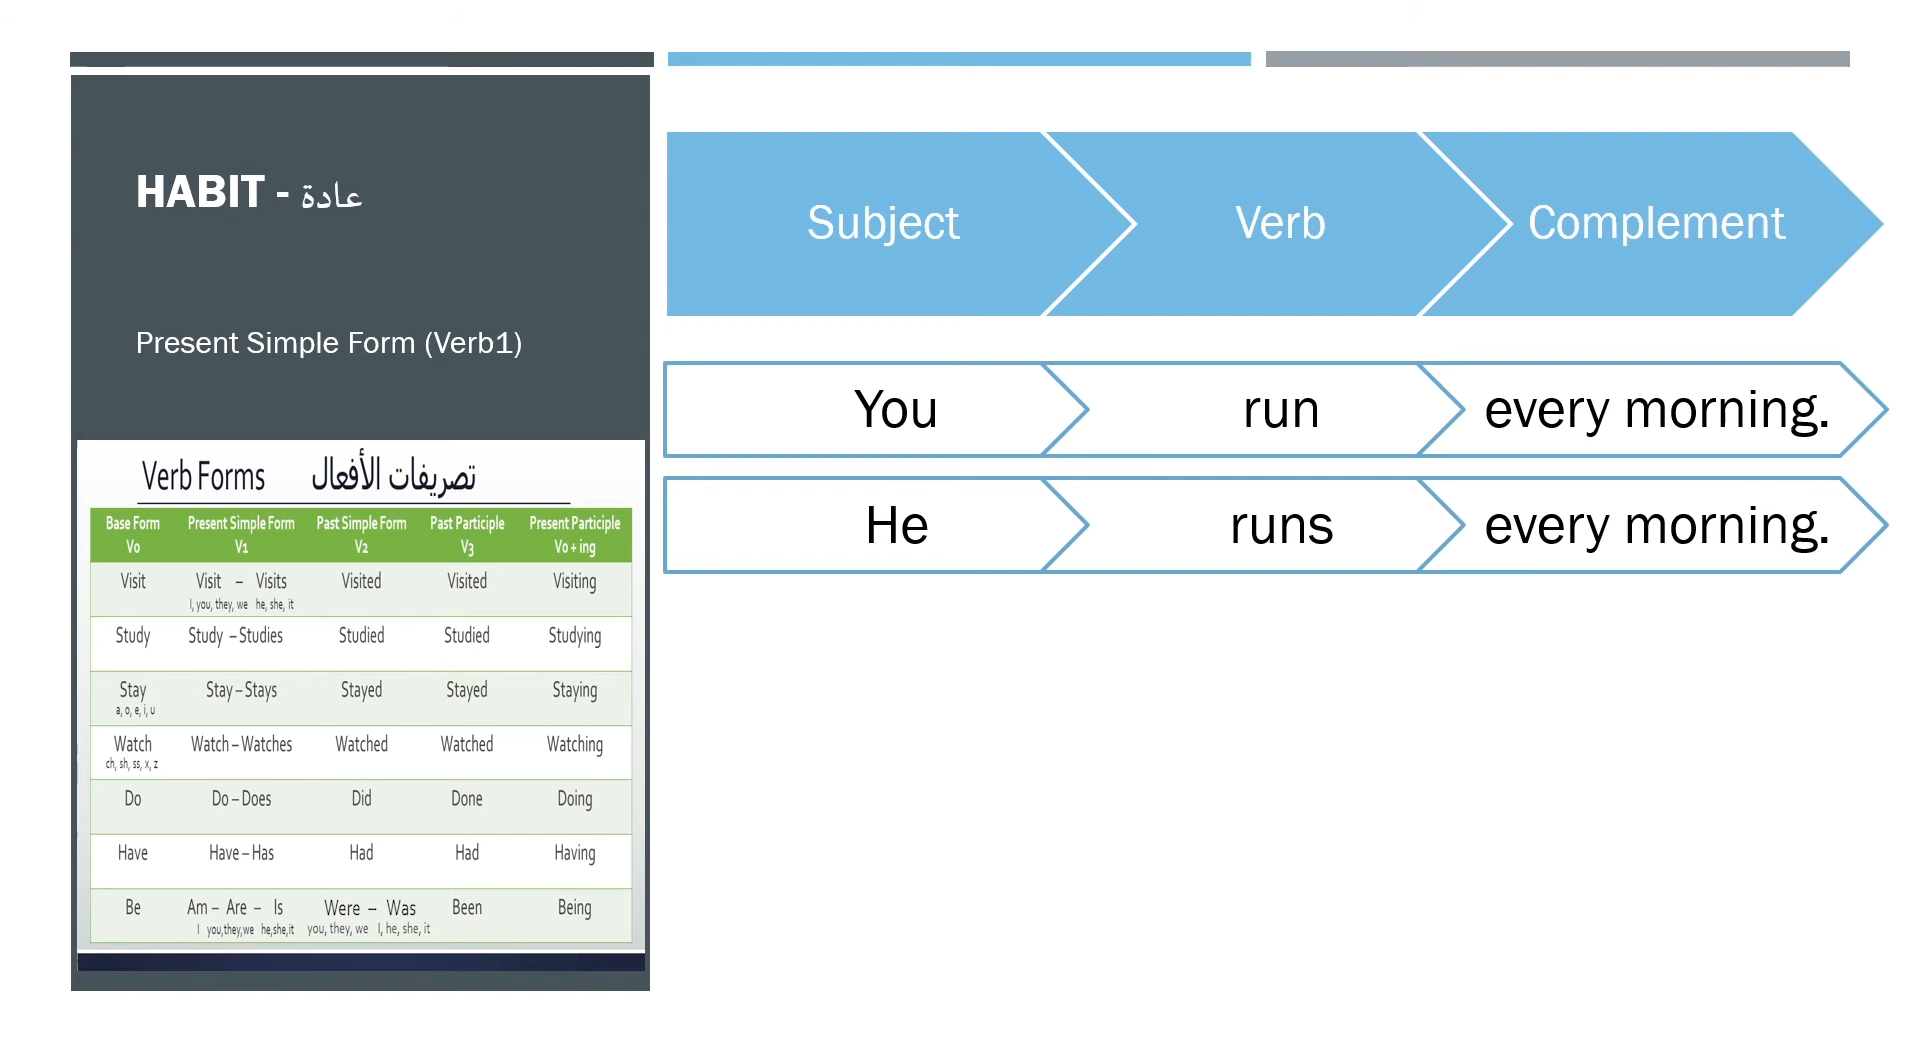 HABIT - عادة
Present Simple Form (Verb1)
Verb Forms تصريفات الأفعال
Base Form Present Simple Form Past Simple Form Past Participle Present Participle
V0 V1 V2 V3 V0 + ing
Visit Visit – Visits Visited Visited Visiting
I, you, they, we he, she, it
Study Study – Studies Studied Studied Studying
Stay Stay – Stays Stayed Stayed Staying
a, o, e, i, u
Watch Watch – Watches Watched Watched Watching
ch, sh, ss, x, z
Do Do – Does Did Done Doing
Have Have – Has Had Had Having
Be Am – Are – Is Were – Was Been Being
I you,they,we he,she,it you, they, we I, he, she, it
Subject Verb Complement
You run every morning.
He runs every morning.